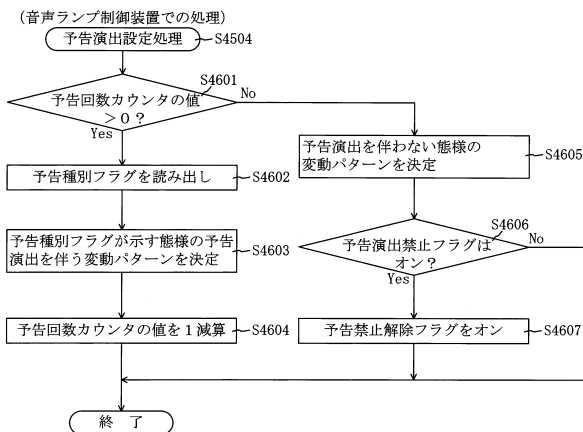 (音声ランプ制御装置での処理)
予告演出設定処理
S4504
S4601
予告回数カウンタの値
>0?
No
Yes
予告種別フラグを読み出し
S4602
予告種別フラグが示す態様の予告
演出を伴う変動パターンを決定
S4603
予告回数カウンタの値を1減算
S4604
予告演出を伴わない態様の
変動パターンを決定
S4605
S4606
予告演出禁止フラグは
オン?
No
Yes
予告禁止解除フラグをオン
S4607
終 了